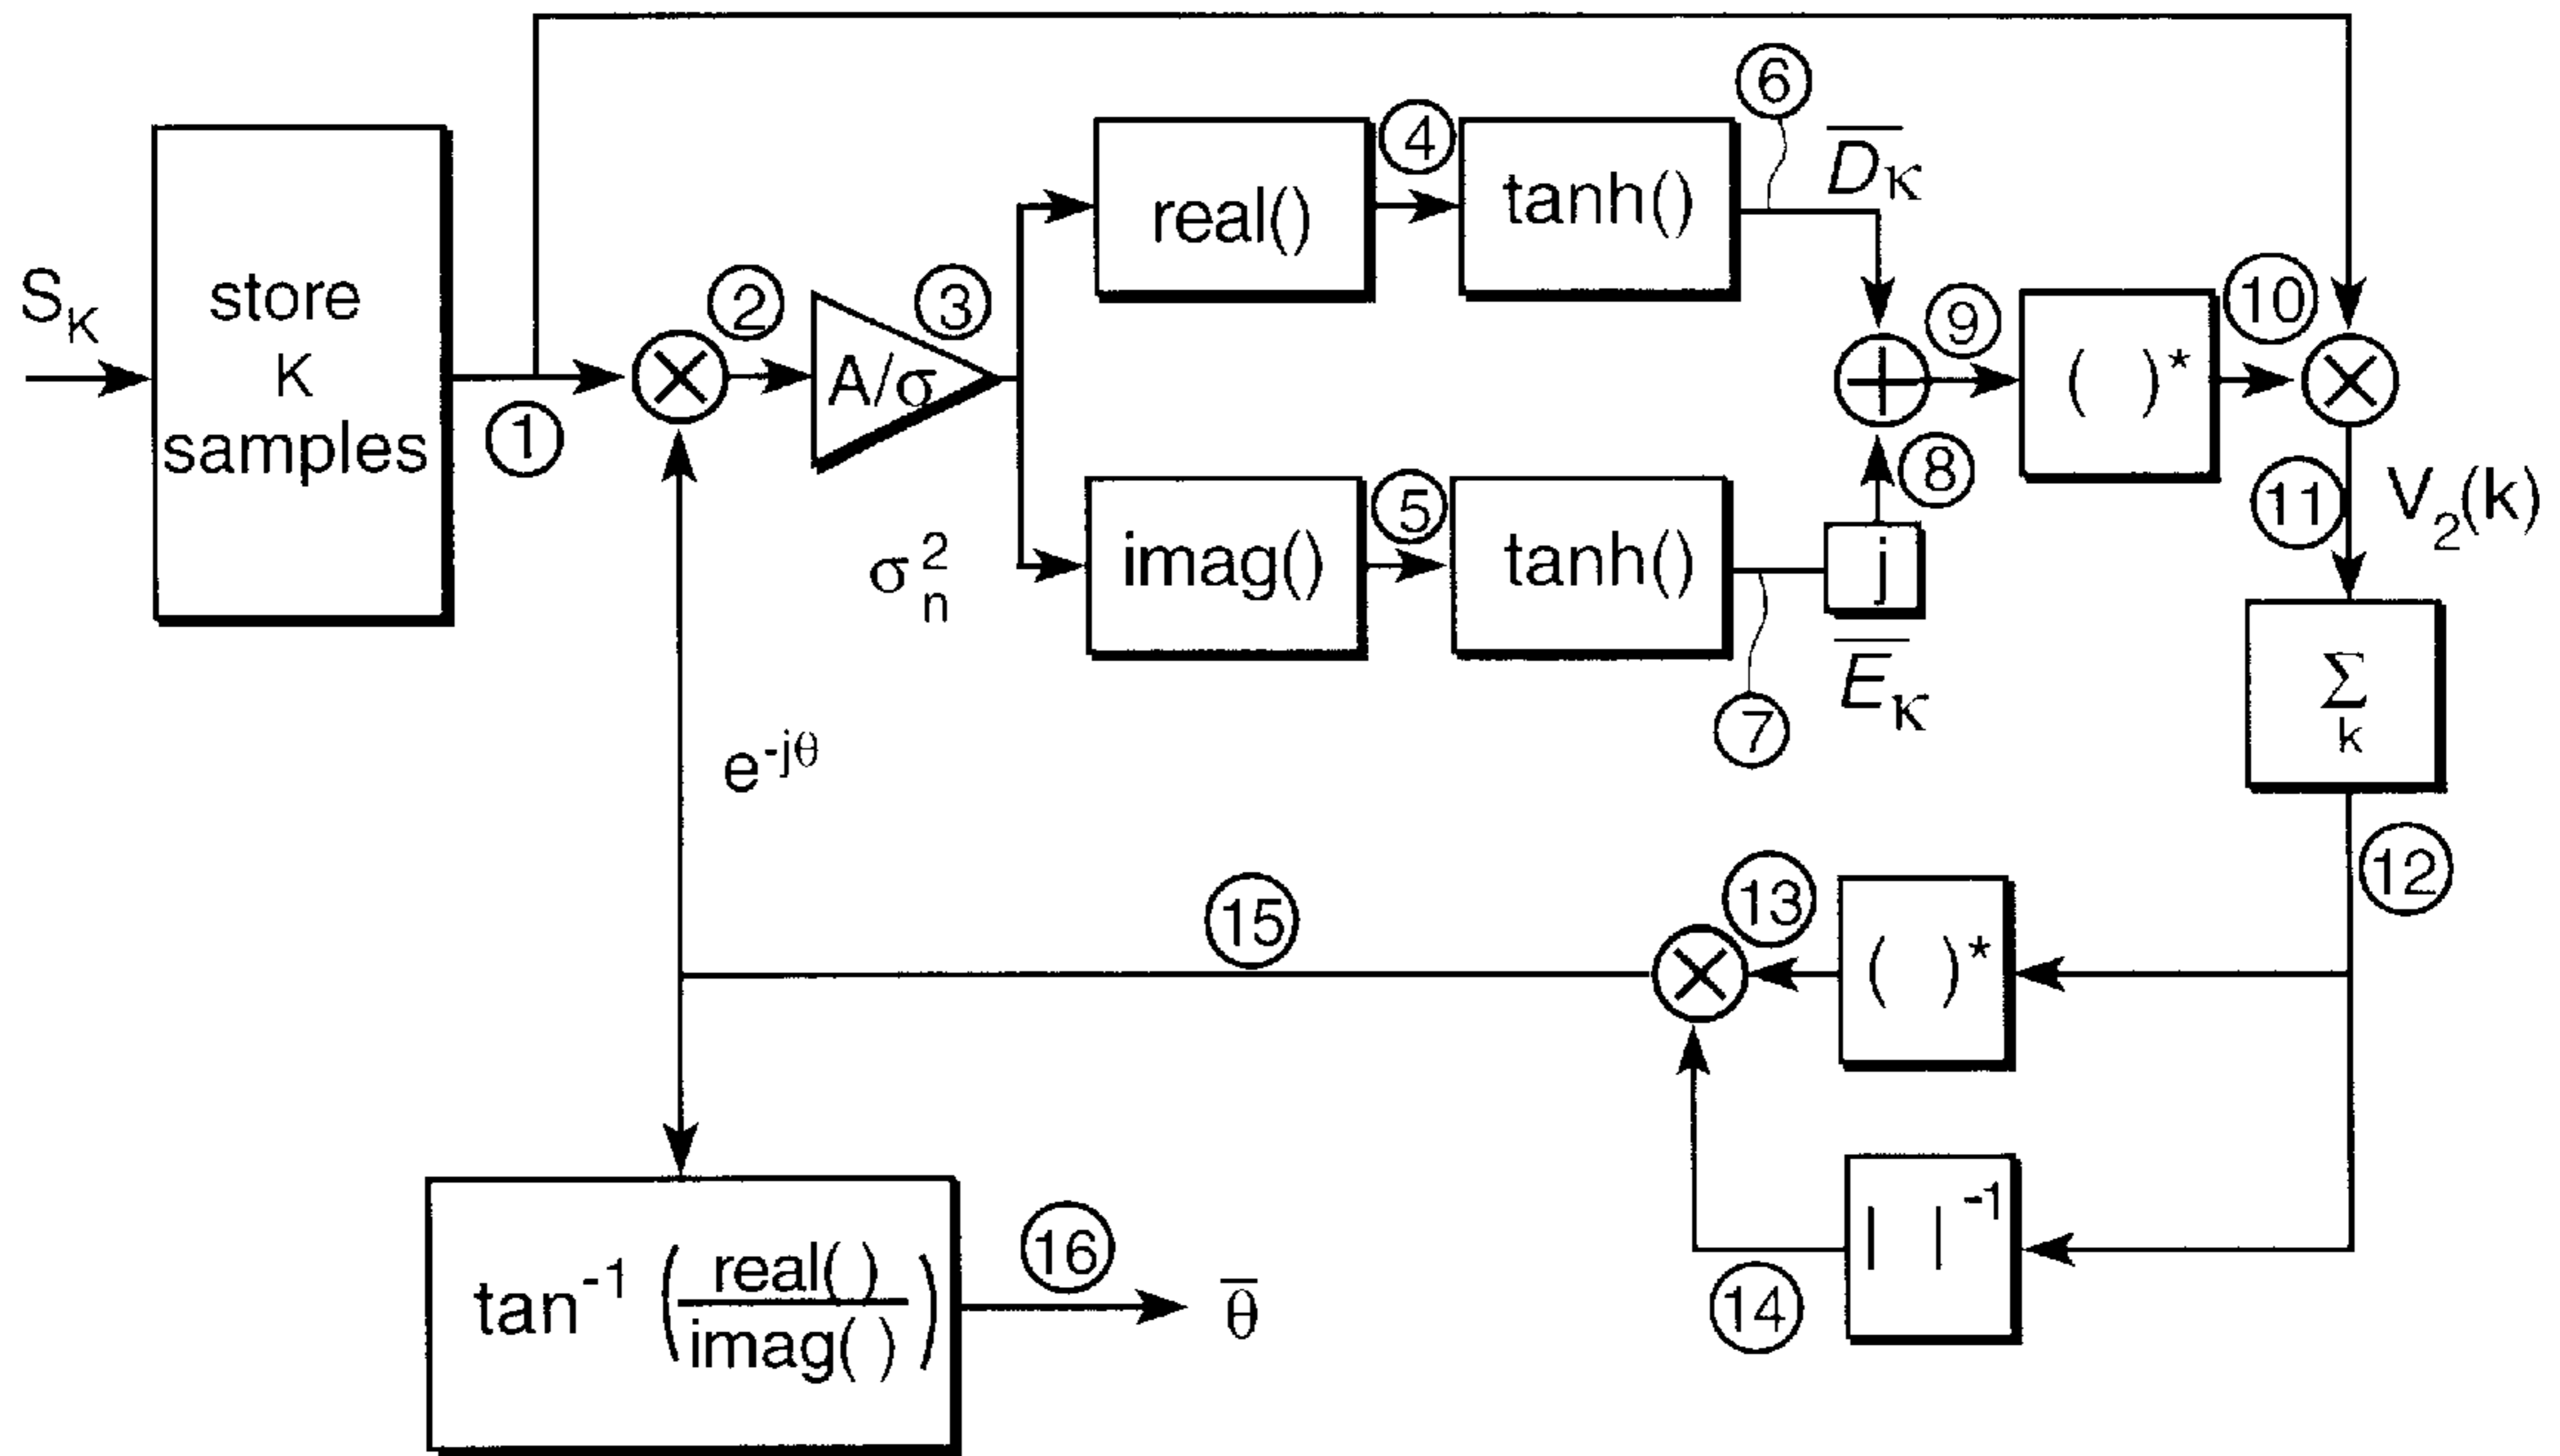 S_K
store
K
samples
①
②
A/σ
③
real()
④
tanh()
⑥
D̅_K
imag()
⑤
tanh()
⑦
j
E̅_K
⑧
⑨
( )*
⑩
⑪
V_2(k)
Σ
k
⑫
( )*
⑬
| |^-1
⑭
⑮
σ_n^2
e^-jθ
tan^-1 (real( )/imag( ))
⑯
θ̅